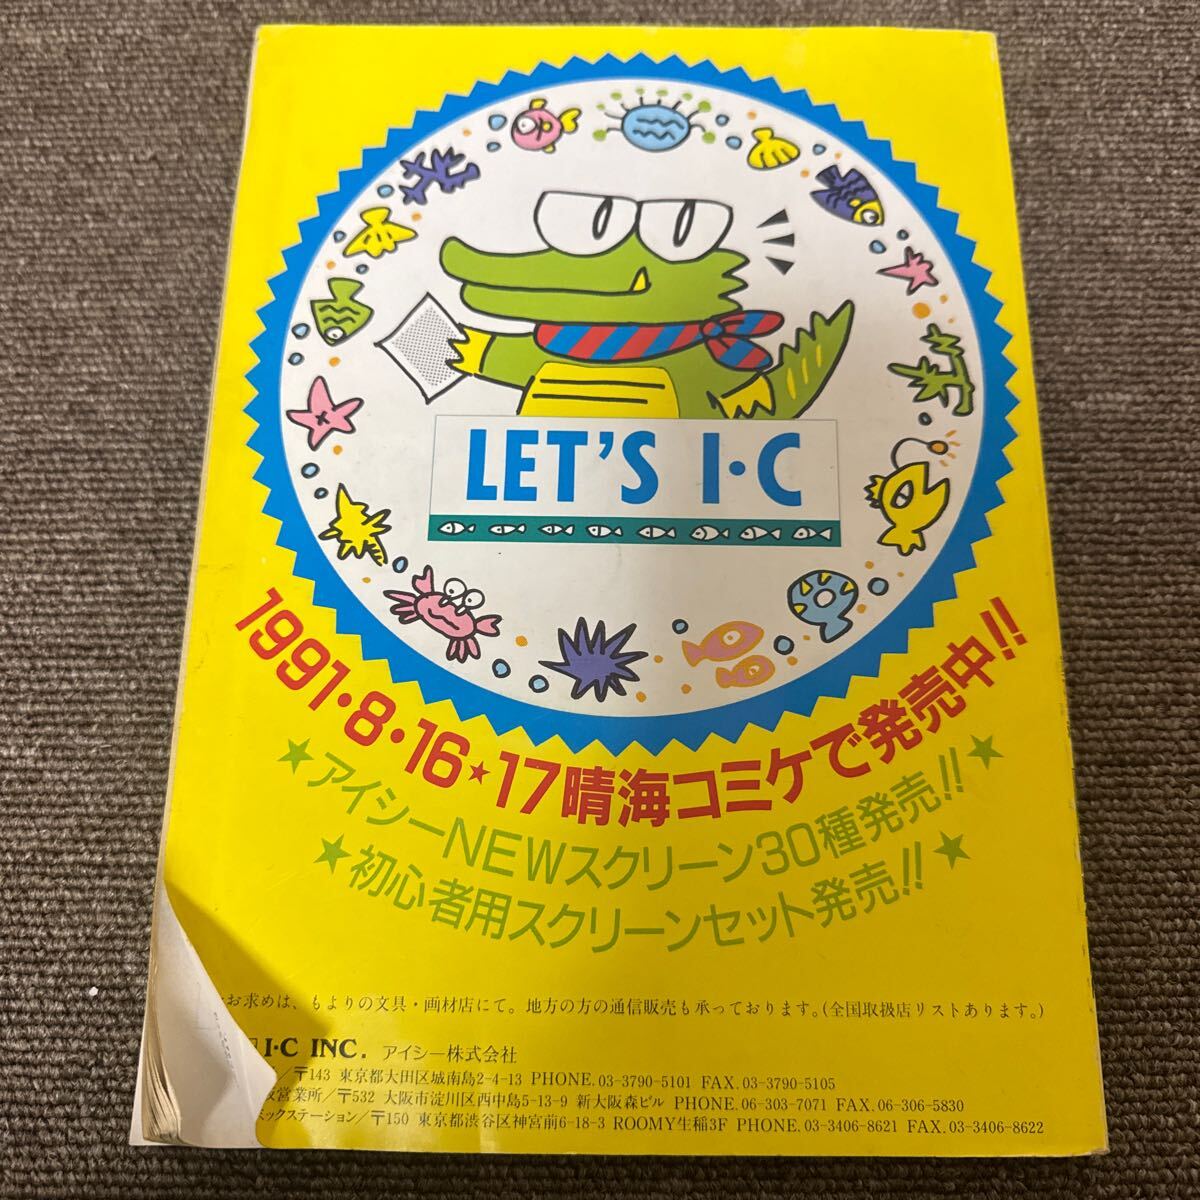 LET'S I・C
1991・8・16★17晴海コミケで発売中!!
★アイシーNEWスクリーン30種発売!!★
★初心者用スクリーンセット発売!!★
お求めは、もよりの文具・画材店にて。地方の方の通信販売も承っております。(全国取扱店リストあります。)
I・C INC. アイシー株式会社
/〒143 東京都大田区城南島2-4-13 PHONE. 03-3790-5101 FAX. 03-3790-5105
営業所/〒532 大阪市淀川区西中島5-13-9 新大阪森ビル PHONE. 06-303-7071 FAX. 06-306-5830
ミックステーション/〒150 東京都渋谷区神宮前6-18-3 ROOMY生稲3F PHONE. 03-3406-8621 FAX. 03-3406-8622